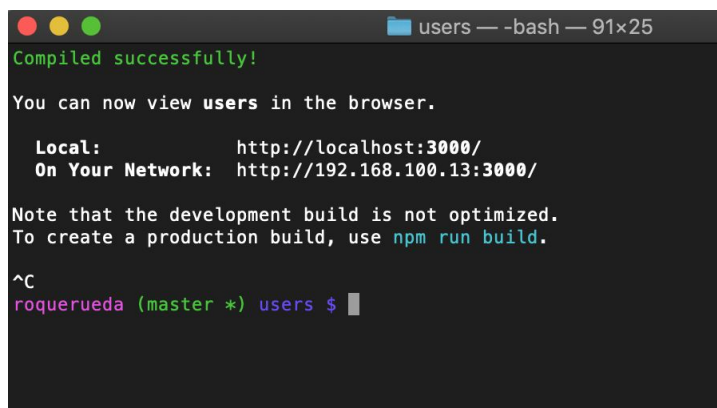 users — -bash — 91×25
Compiled successfully!
You can now view users in the browser.
Local: http://localhost:3000/
On Your Network: http://192.168.100.13:3000/
Note that the development build is not optimized.
To create a production build, use npm run build.
^C
roquerueda (master *) users $